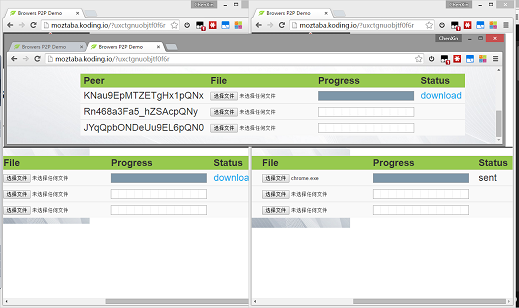 ChenXin
ChenXin
Browers P2P Demo
Browers P2P Demo
moztaba.koding.io/?uxctgnuobjtf0f6r
moztaba.koding.io/?uxctgnuobjtf0f6r
ChenXin
Browers P2P Demo
Browers P2P Demo
moztaba.koding.io/?uxctgnuobjtf0f6r
Peer File Progress Status
KNau9EpMTZETgHx1pQNx 选择文件 未选择任何文件 download
Rn468a3Fa5_hZSAcpQNy 选择文件 未选择任何文件
JYqQpbONDeUu9EL6pQN0 选择文件 未选择任何文件
File Progress Status
选择文件 未选择任何文件 downloa
选择文件 未选择任何文件
选择文件 未选择任何文件
File Progress Status
选择文件 chrome.exe sent
选择文件 未选择任何文件
选择文件 未选择任何文件